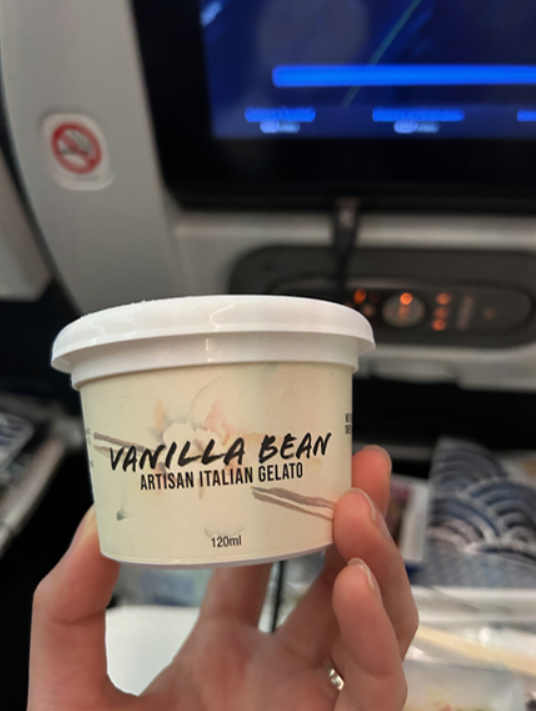 VANILLA BEAN
ARTISAN ITALIAN GELATO
120ml